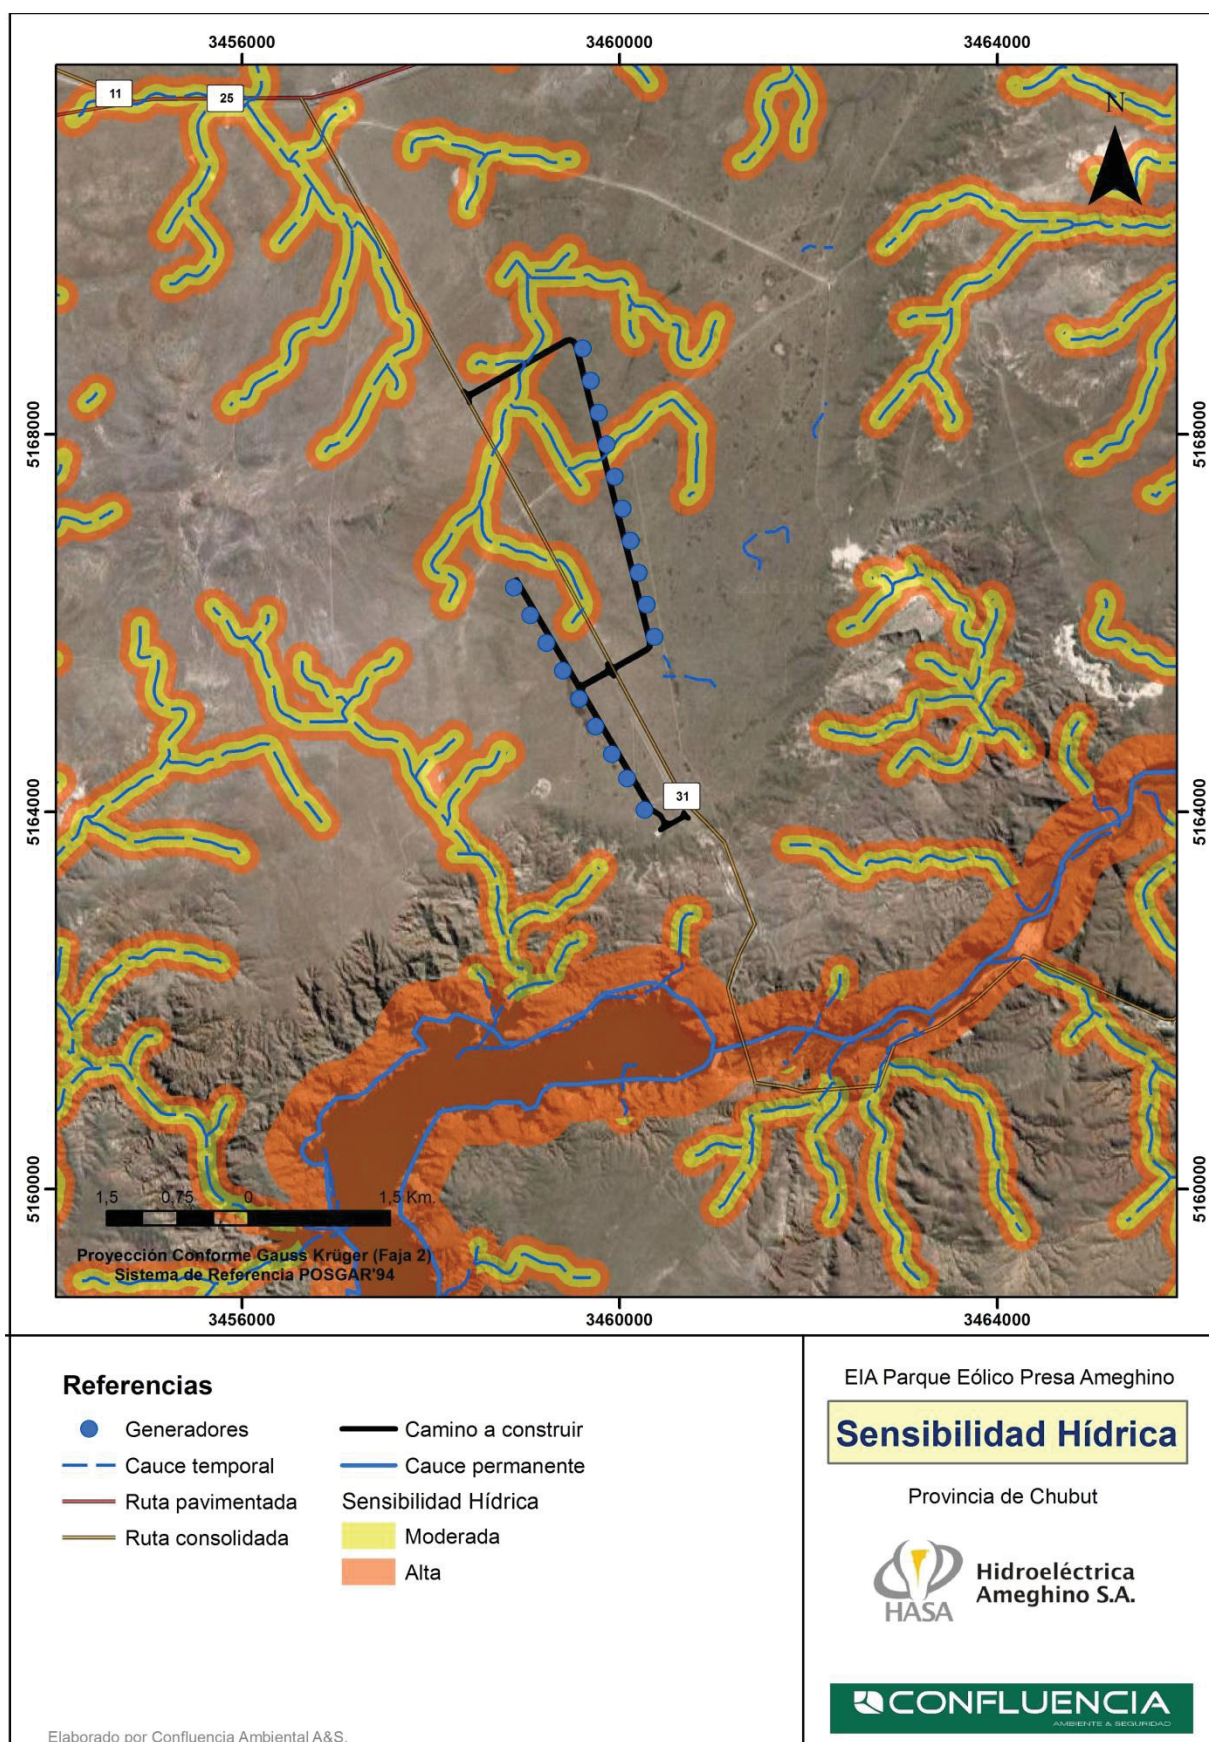 3456000
3460000
3464000
11
25
N
5168000
5168000
31
5164000
5164000
5160000
5160000
1,5
0,75
0
1,5 Km.
Proyección Conforme Gauss Krüger (Faja 2)
Sistema de Referencia POSGAR'94
3456000
3460000
3464000
Referencias
Generadores
Camino a construir
Cauce temporal
Cauce permanente
Ruta pavimentada
Sensibilidad Hídrica
Ruta consolidada
Moderada
Alta
EIA Parque Eólico Presa Ameghino
Sensibilidad Hídrica
Provincia de Chubut
HASA
Hidroeléctrica
Ameghino S.A.
CONFLUENCIA
AMBIENTE & SEGURIDAD
Elaborado por Confluencia Ambiental A&S.